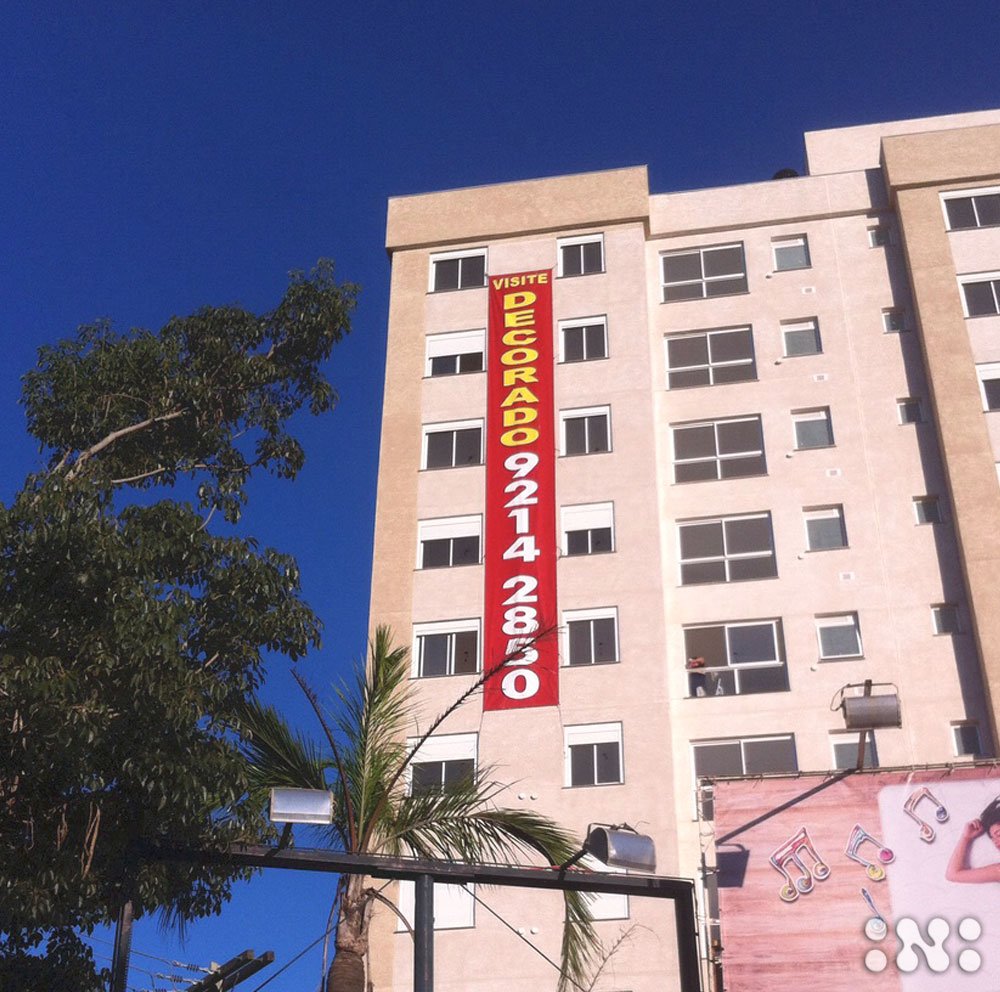 VISITE
DECORADO
9214 2850
N